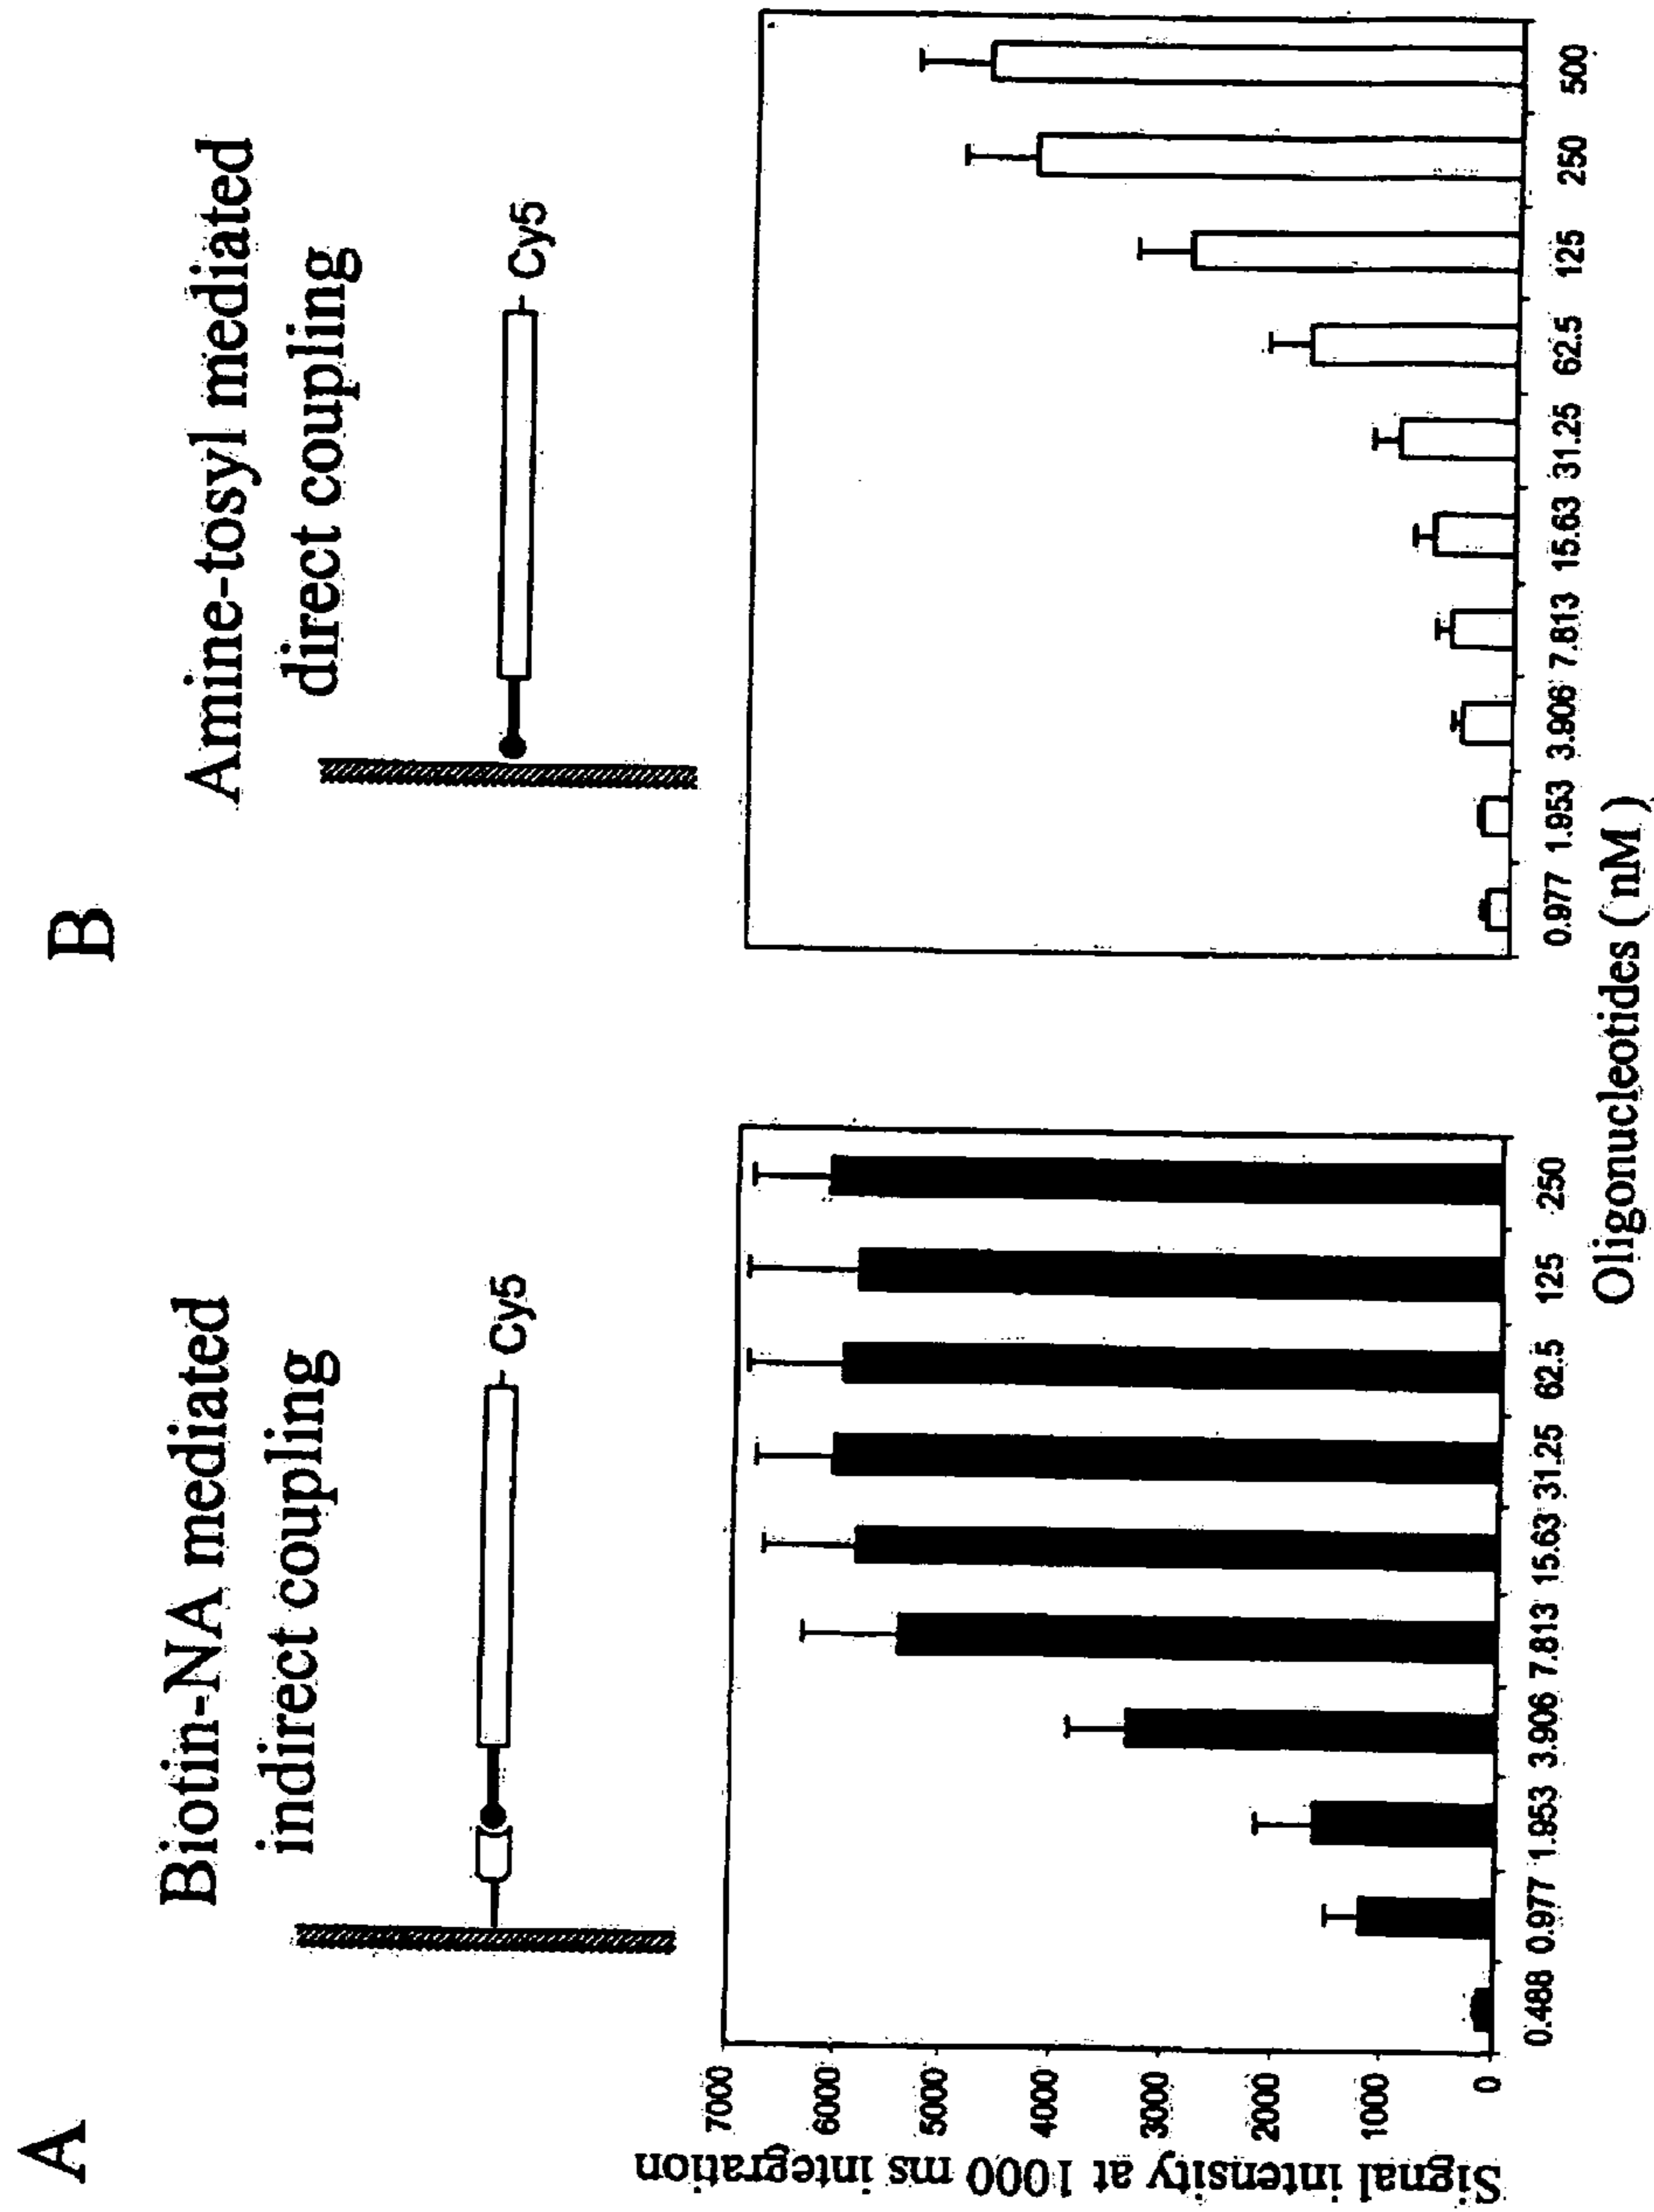 A
Biotin-NA mediated
indirect coupling
Cy5
Signal intensity at 1000 ms integration
7000
6000
5000
4000
3000
2000
1000
0
0.488 0.977 1.953 3.906 7.813 15.63 31.25 62.5 125 250
B
Amine-tosyl mediated
direct coupling
Cy5
0.977 1.953 3.906 7.813 15.63 31.25 62.5 125 250 500
Oligonucleotides (nM)